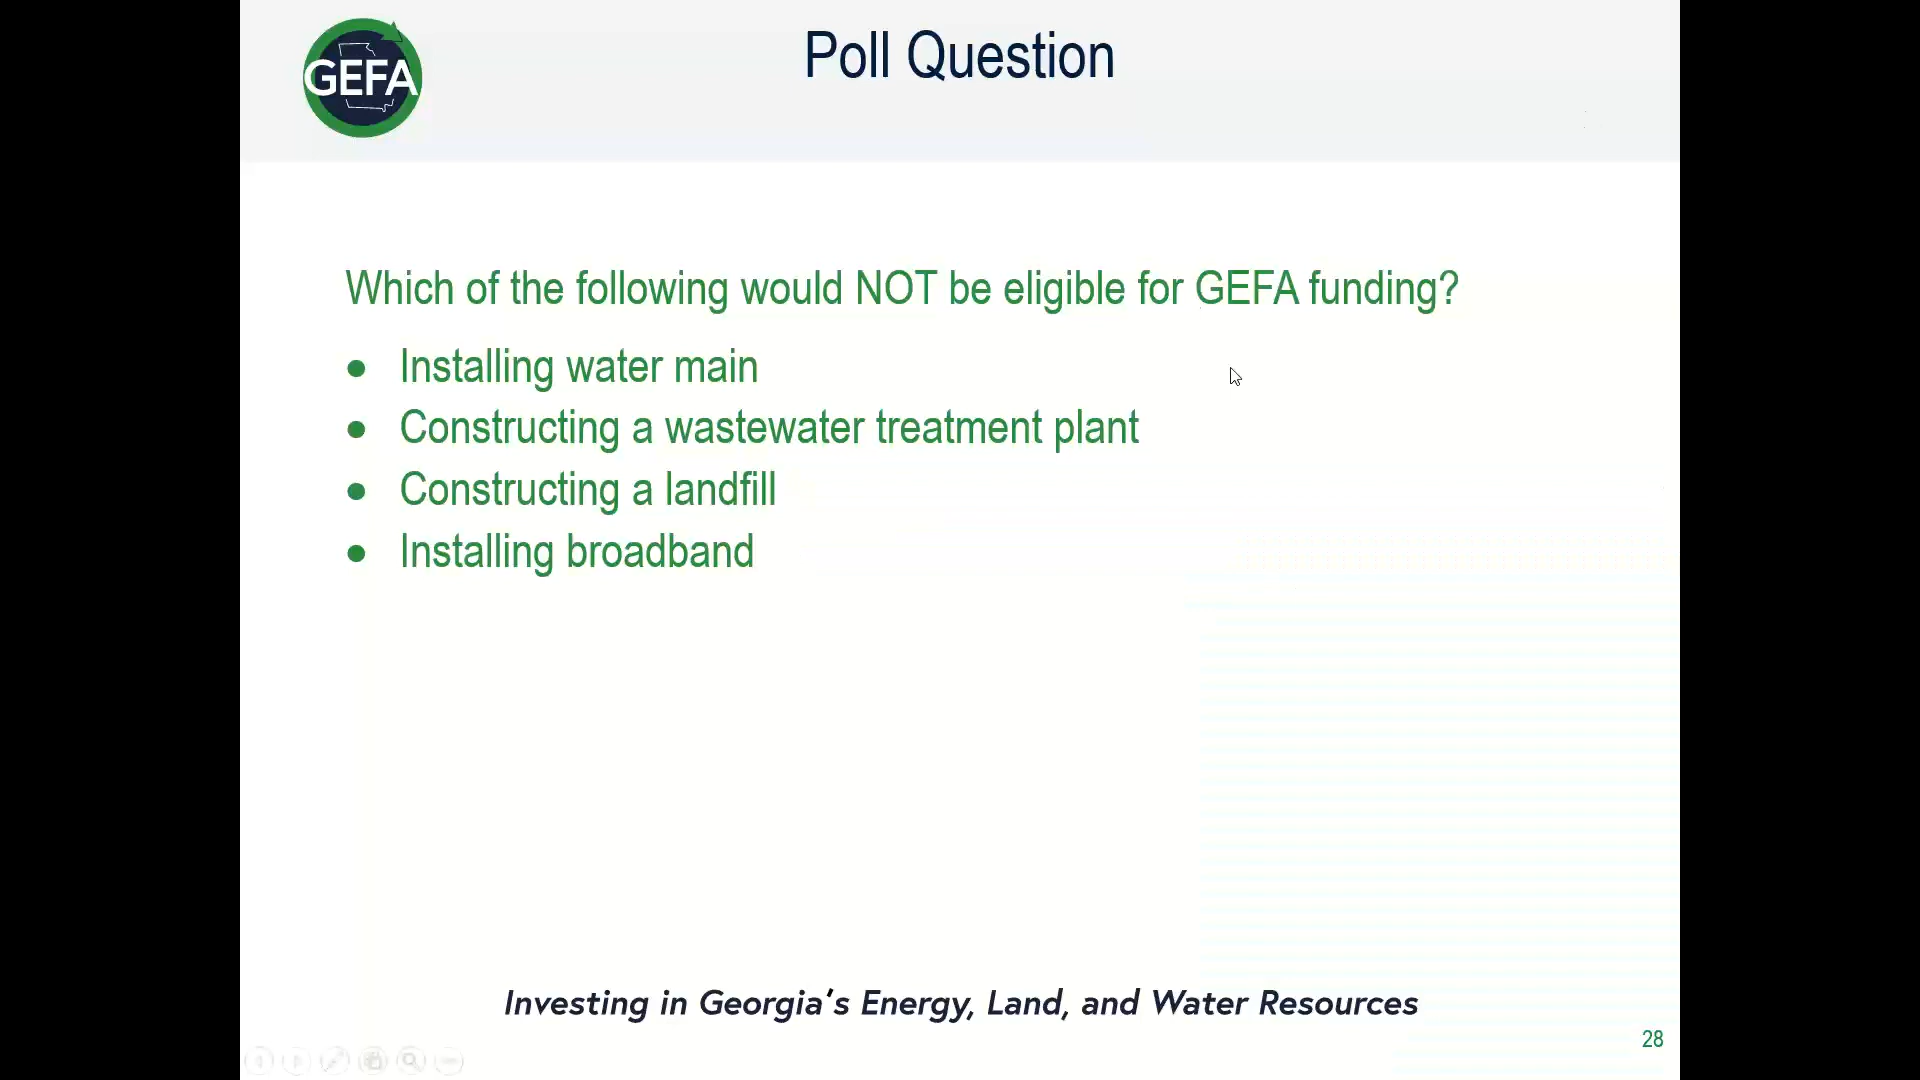 GEFA
Poll Question
Which of the following would NOT be eligible for GEFA funding?
● Installing water main
● Constructing a wastewater treatment plant
● Constructing a landfill
● Installing broadband
Investing in Georgia's Energy, Land, and Water Resources
28